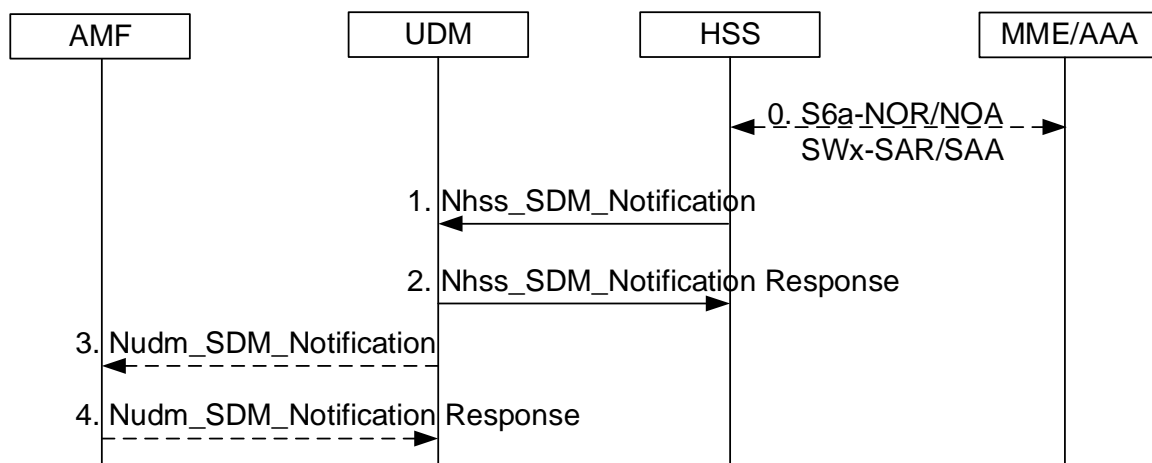 AMF
UDM
HSS
MME/AAA
0. S6a-NOR/NOA
SWx-SAR/SAA
1. Nhss_SDM_Notification
2. Nhss_SDM_Notification Response
3. Nudm_SDM_Notification
4. Nudm_SDM_Notification Response